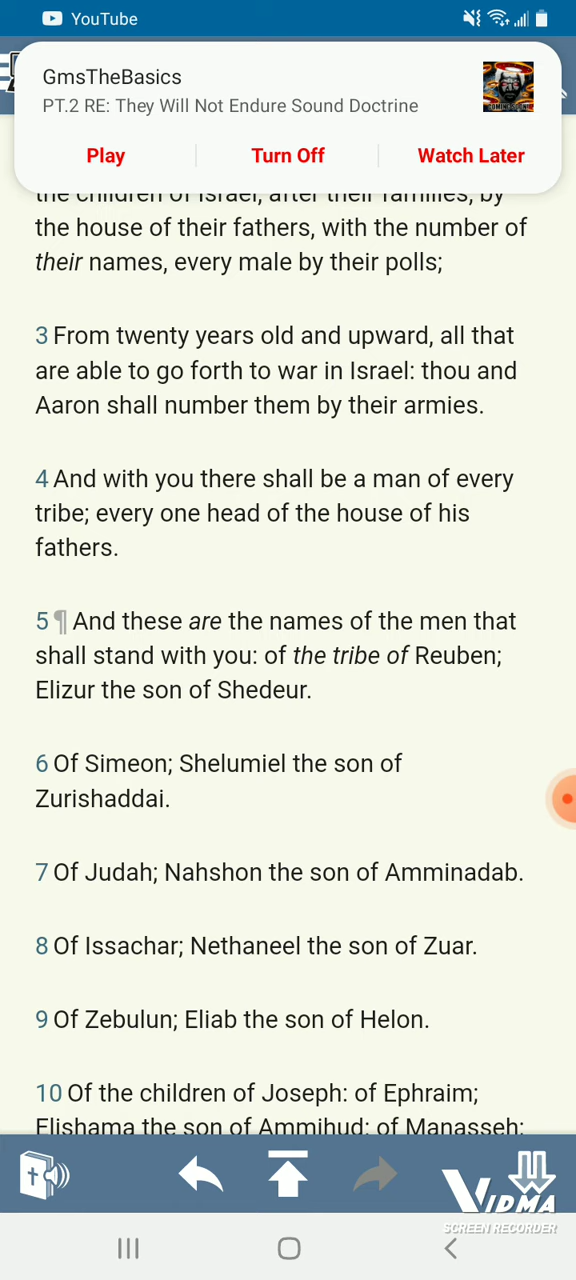 YouTube
GmsTheBasics
PT.2 RE: They Will Not Endure Sound Doctrine
Play
Turn Off
Watch Later
the children of Israel, after their families, by
the house of their fathers, with the number of
their names, every male by their polls;
3 From twenty years old and upward, all that
are able to go forth to war in Israel: thou and
Aaron shall number them by their armies.
4 And with you there shall be a man of every
tribe; every one head of the house of his
fathers.
5 ¶ And these are the names of the men that
shall stand with you: of the tribe of Reuben;
Elizur the son of Shedeur.
6 Of Simeon; Shelumiel the son of
Zurishaddai.
7 Of Judah; Nahshon the son of Amminadab.
8 Of Issachar; Nethaneel the son of Zuar.
9 Of Zebulun; Eliab the son of Helon.
10 Of the children of Joseph: of Ephraim;
Elishama the son of Ammihud: of Manasseh;
VIDMA
SCREEN RECORDER